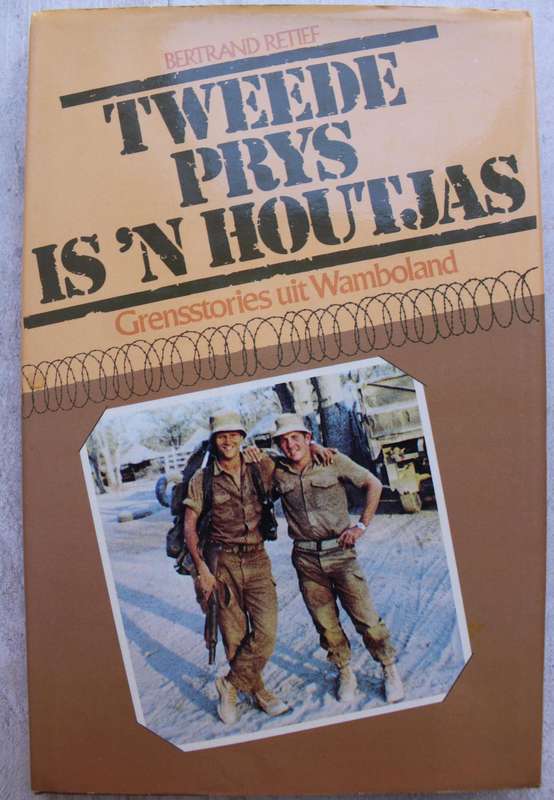 BERTRAND RETIEF
TWEEDE
PRYS
IS 'N HOUTJAS
Grensstories uit Wamboland